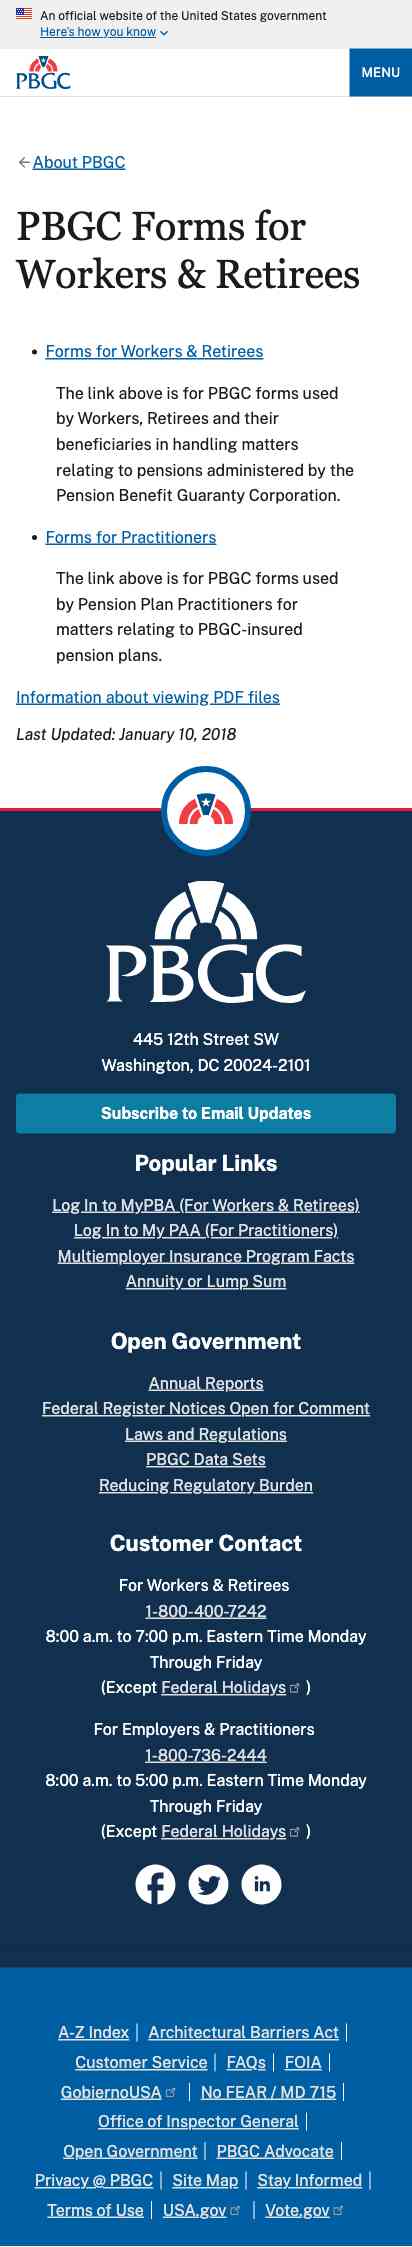 An official website of the United States government
Here's how you know
PBGC
MENU
About PBGC
PBGC Forms for
Workers & Retirees
• Forms for Workers & Retirees
The link above is for PBGC forms used
by Workers, Retirees and their
beneficiaries in handling matters
relating to pensions administered by the
Pension Benefit Guaranty Corporation.
• Forms for Practitioners
The link above is for PBGC forms used
by Pension Plan Practitioners for
matters relating to PBGC-insured
pension plans.
Information about viewing PDF files
Last Updated: January 10, 2018
PBGC
445 12th Street SW
Washington, DC 20024-2101
Subscribe to Email Updates
Popular Links
Log In to MyPBA (For Workers & Retirees)
Log In to My PAA (For Practitioners)
Multiemployer Insurance Program Facts
Annuity or Lump Sum
Open Government
Annual Reports
Federal Register Notices Open for Comment
Laws and Regulations
PBGC Data Sets
Reducing Regulatory Burden
Customer Contact
For Workers & Retirees
1-800-400-7242
8:00 a.m. to 7:00 p.m. Eastern Time Monday
Through Friday
(Except Federal Holidays )
For Employers & Practitioners
1-800-736-2444
8:00 a.m. to 5:00 p.m. Eastern Time Monday
Through Friday
(Except Federal Holidays )
A-Z Index | Architectural Barriers Act |
Customer Service | FAQs | FOIA |
GobiernoUSA | No FEAR / MD 715 |
Office of Inspector General |
Open Government | PBGC Advocate |
Privacy @ PBGC | Site Map | Stay Informed |
Terms of Use | USA.gov | Vote.gov